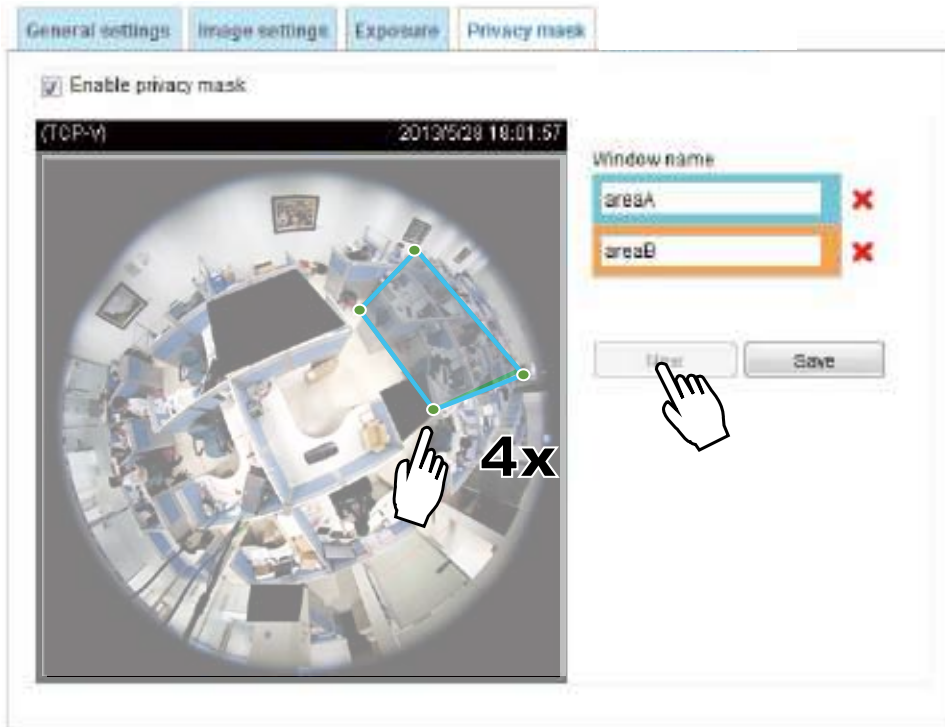 General settings Image settings Exposure Privacy mask
Enable privacy mask
(TCP-V) 2013/5/28 18:01:57
Window name
areaA
areaB
New Save
4x